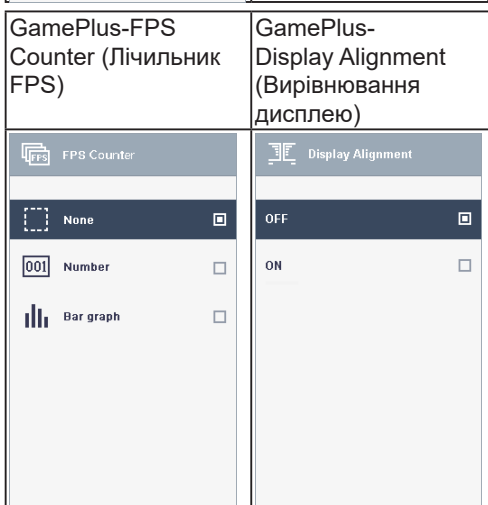 GamePlus-FPS
Counter (Лічильник
FPS)
GamePlus-
Display Alignment
(Вирівнювання
дисплею)
FPS FPS Counter
None
001 Number
Bar graph
Display Alignment
OFF
ON